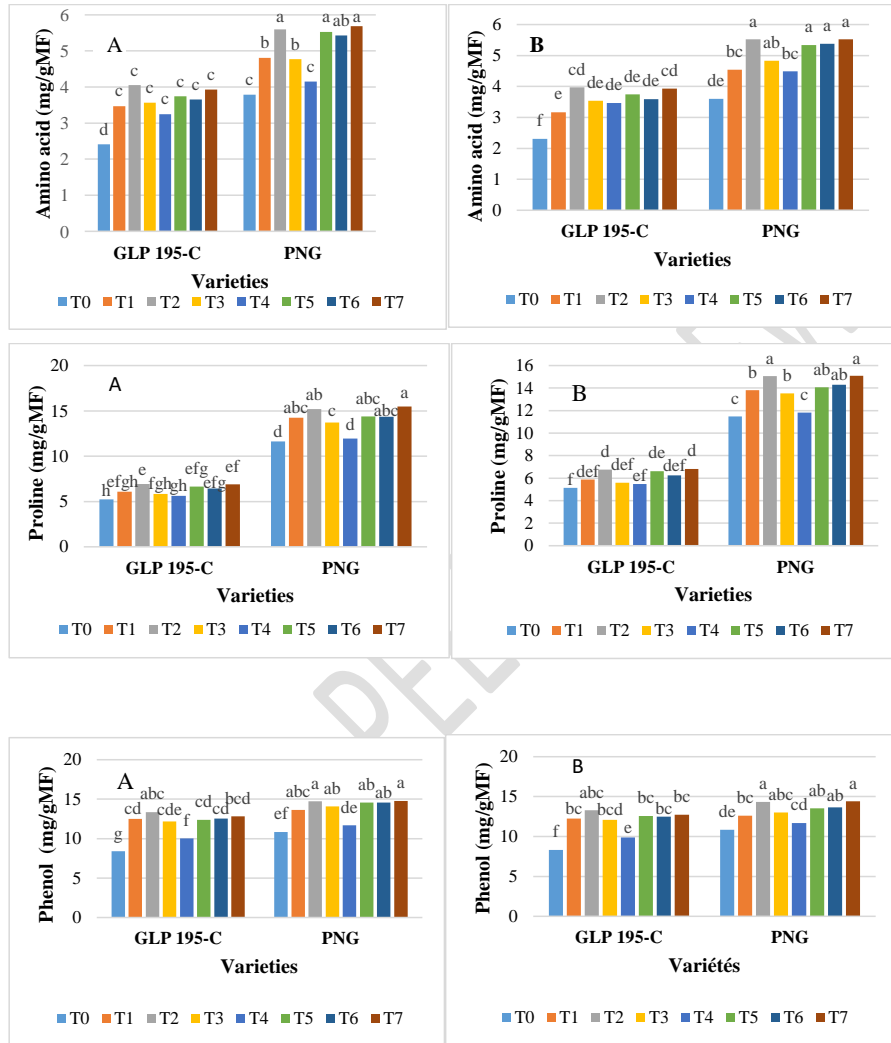 A
Amino acid (mg/gMF)
6
5
4
3
2
1
0
d c c c c c c c
c b a b c a ab a
GLP 195-C PNG
Varieties
T0 T1 T2 T3 T4 T5 T6 T7
B
Amino acid (mg/gMF)
6
5
4
3
2
1
0
f e cd de de de de cd
de bc a ab bc a a a
GLP 195-C PNG
Varieties
T0 T1 T2 T3 T4 T5 T6 T7
A
Proline (mg/gMF)
20
15
10
5
0
h efgh e fgh gh efg efg ef
d abc ab c d abc abc a
GLP 195-C PNG
Varieties
T0 T1 T2 T3 T4 T5 T6 T7
B
Proline (mg/gMF)
16
14
12
10
8
6
4
2
0
f def d def ef de def d
c b a b c ab ab a
GLP 195-C PNG
Varieties
T0 T1 T2 T3 T4 T5 T6 T7
A
Phenol (mg/gMF)
20
15
10
5
0
g cd abc cde f cd cd bcd
ef abc a ab de ab ab a
GLP 195-C PNG
Varieties
T0 T1 T2 T3 T4 T5 T6 T7
B
Phenol (mg/gMF)
20
15
10
5
0
f bc abc bcd e bc bc bc
de bc a abc cd ab ab a
GLP 195-C PNG
Variétés
T0 T1 T2 T3 T4 T5 T6 T7